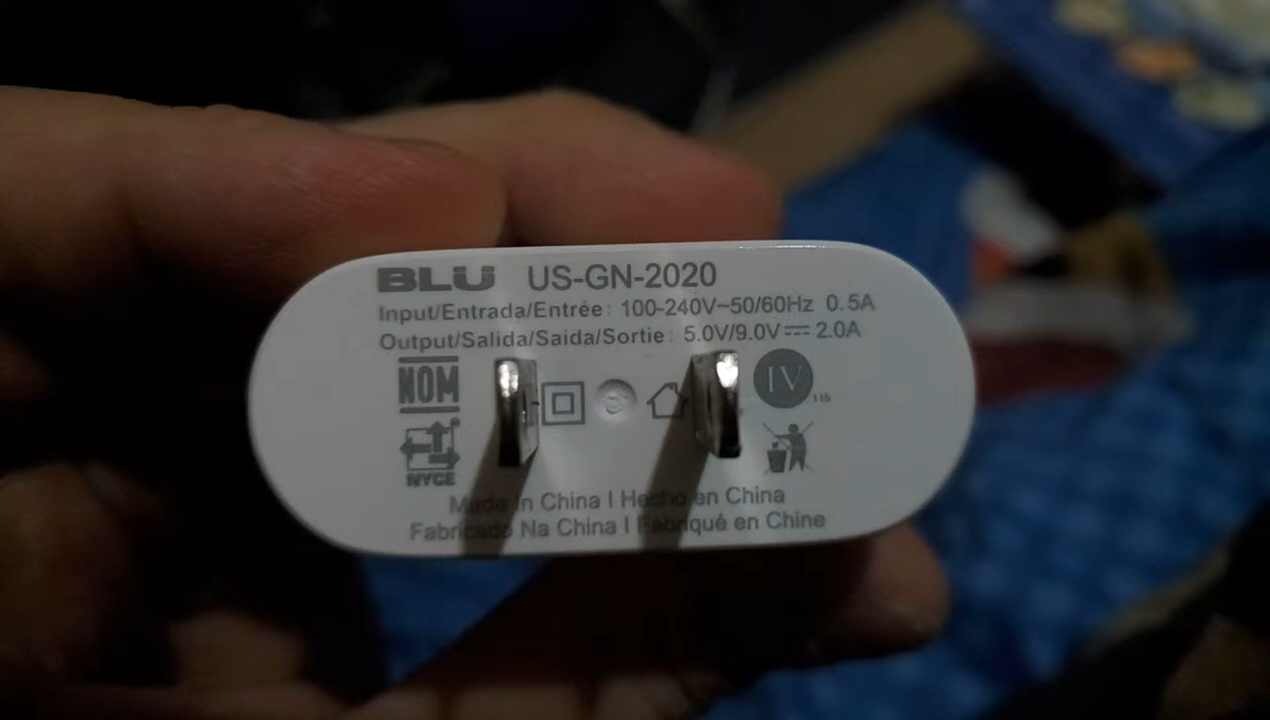 BLU US-GN-2020
Input/Entrada/Entrée: 100-240V~50/60Hz 0.5A
Output/Salida/Saida/Sortie: 5.0V/9.0V⎓2.0A
NOM
IV
NYCE
Made in China | Hecho en China
Fabricado Na China | Fabriqué en Chine